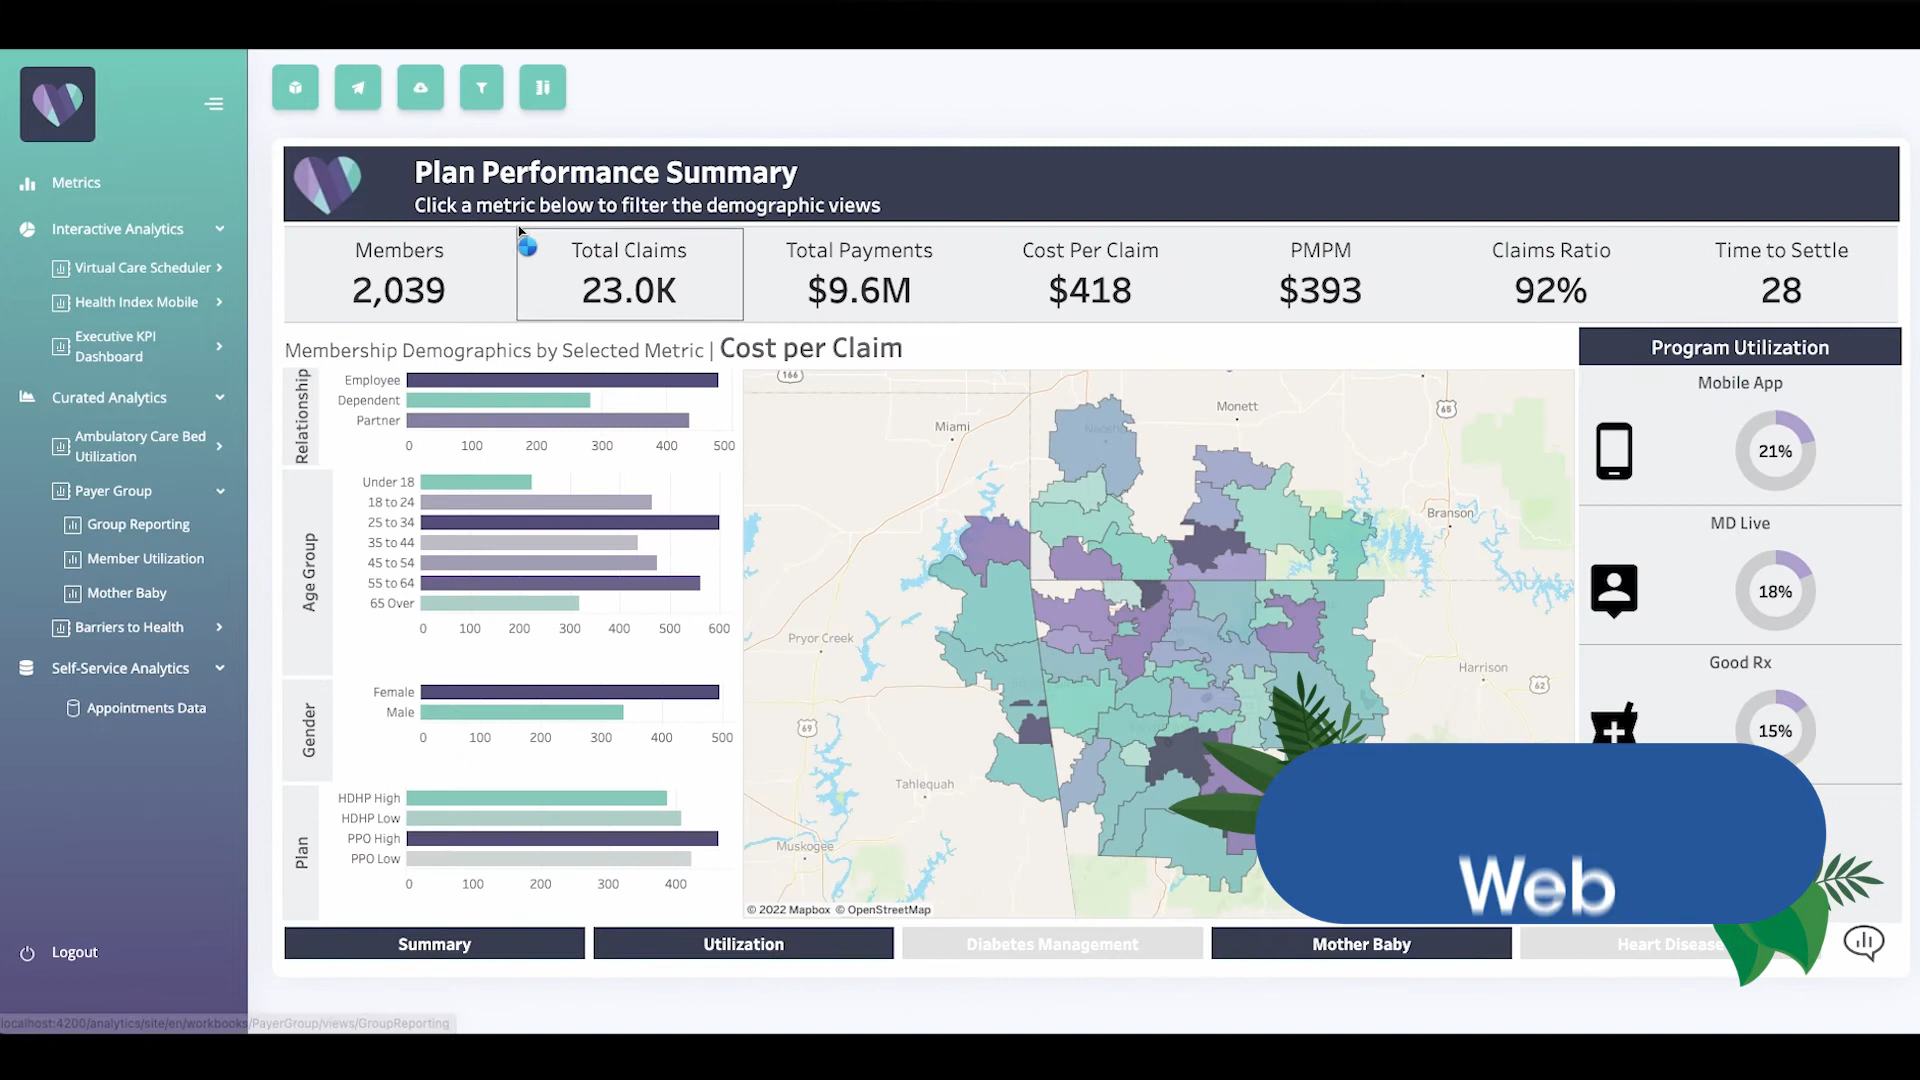 Metrics
Interactive Analytics
Virtual Care Scheduler
Health Index Mobile
Executive KPI
Dashboard
Curated Analytics
Ambulatory Care Bed
Utilization
Payer Group
Group Reporting
Member Utilization
Mother Baby
Barriers to Health
Self-Service Analytics
Appointments Data
Logout
localhost:4200/analytics/site/en/workbooks/PayerGroup/views/GroupReporting
Plan Performance Summary
Click a metric below to filter the demographic views
Members
2,039
Total Claims
23.0K
Total Payments
$9.6M
Cost Per Claim
$418
PMPM
$393
Claims Ratio
92%
Time to Settle
28
Membership Demographics by Selected Metric | Cost per Claim
Relationship
Employee
Dependent
Partner
0 100 200 300 400 500
Age Group
Under 18
18 to 24
25 to 34
35 to 44
45 to 54
55 to 64
65 Over
0 100 200 300 400 500 600
Gender
Female
Male
0 100 200 300 400 500
Plan
HDHP High
HDHP Low
PPO High
PPO Low
0 100 200 300 400
166
Miami
Neosho
Monett
65
Branson
Pryor Creek
Harrison
62
69
Tahlequah
Muskogee
© 2022 Mapbox © OpenStreetMap
Program Utilization
Mobile App
21%
MD Live
18%
Good Rx
15%
Web
Summary
Utilization
Diabetes Management
Mother Baby
Heart Disease